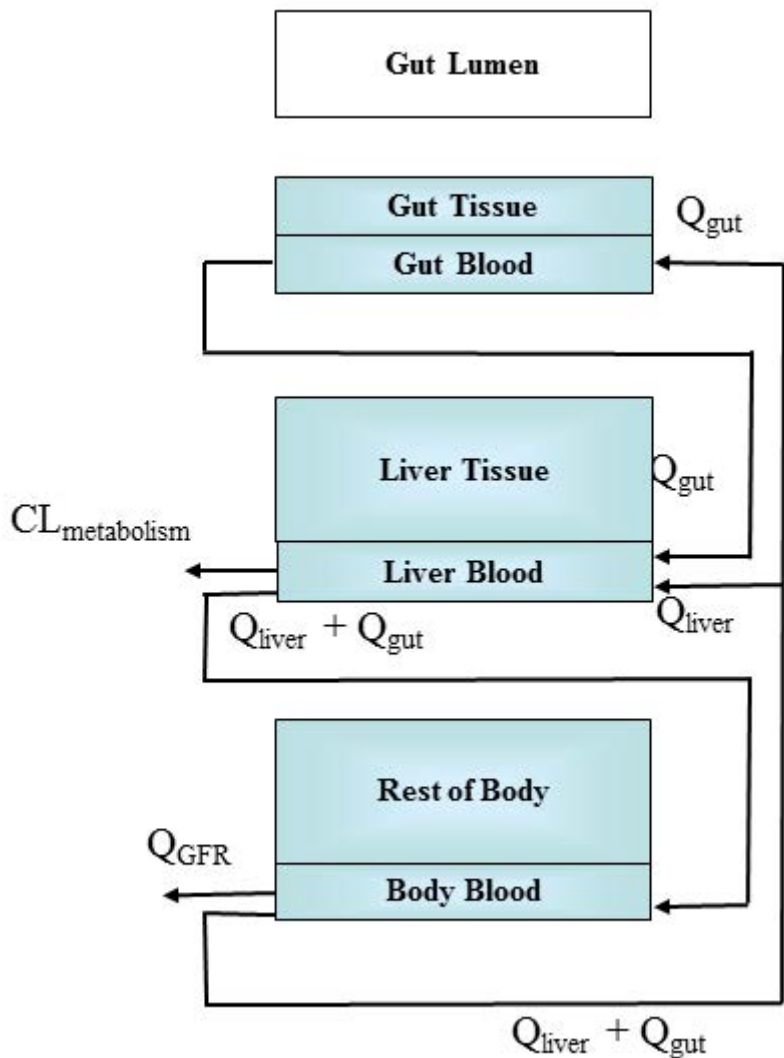 Gut Lumen
Gut Tissue
Q_gut
Gut Blood
Liver Tissue
Q_gut
CL_metabolism
Liver Blood
Q_liver
Q_liver + Q_gut
Rest of Body
Q_GFR
Body Blood
Q_liver + Q_gut